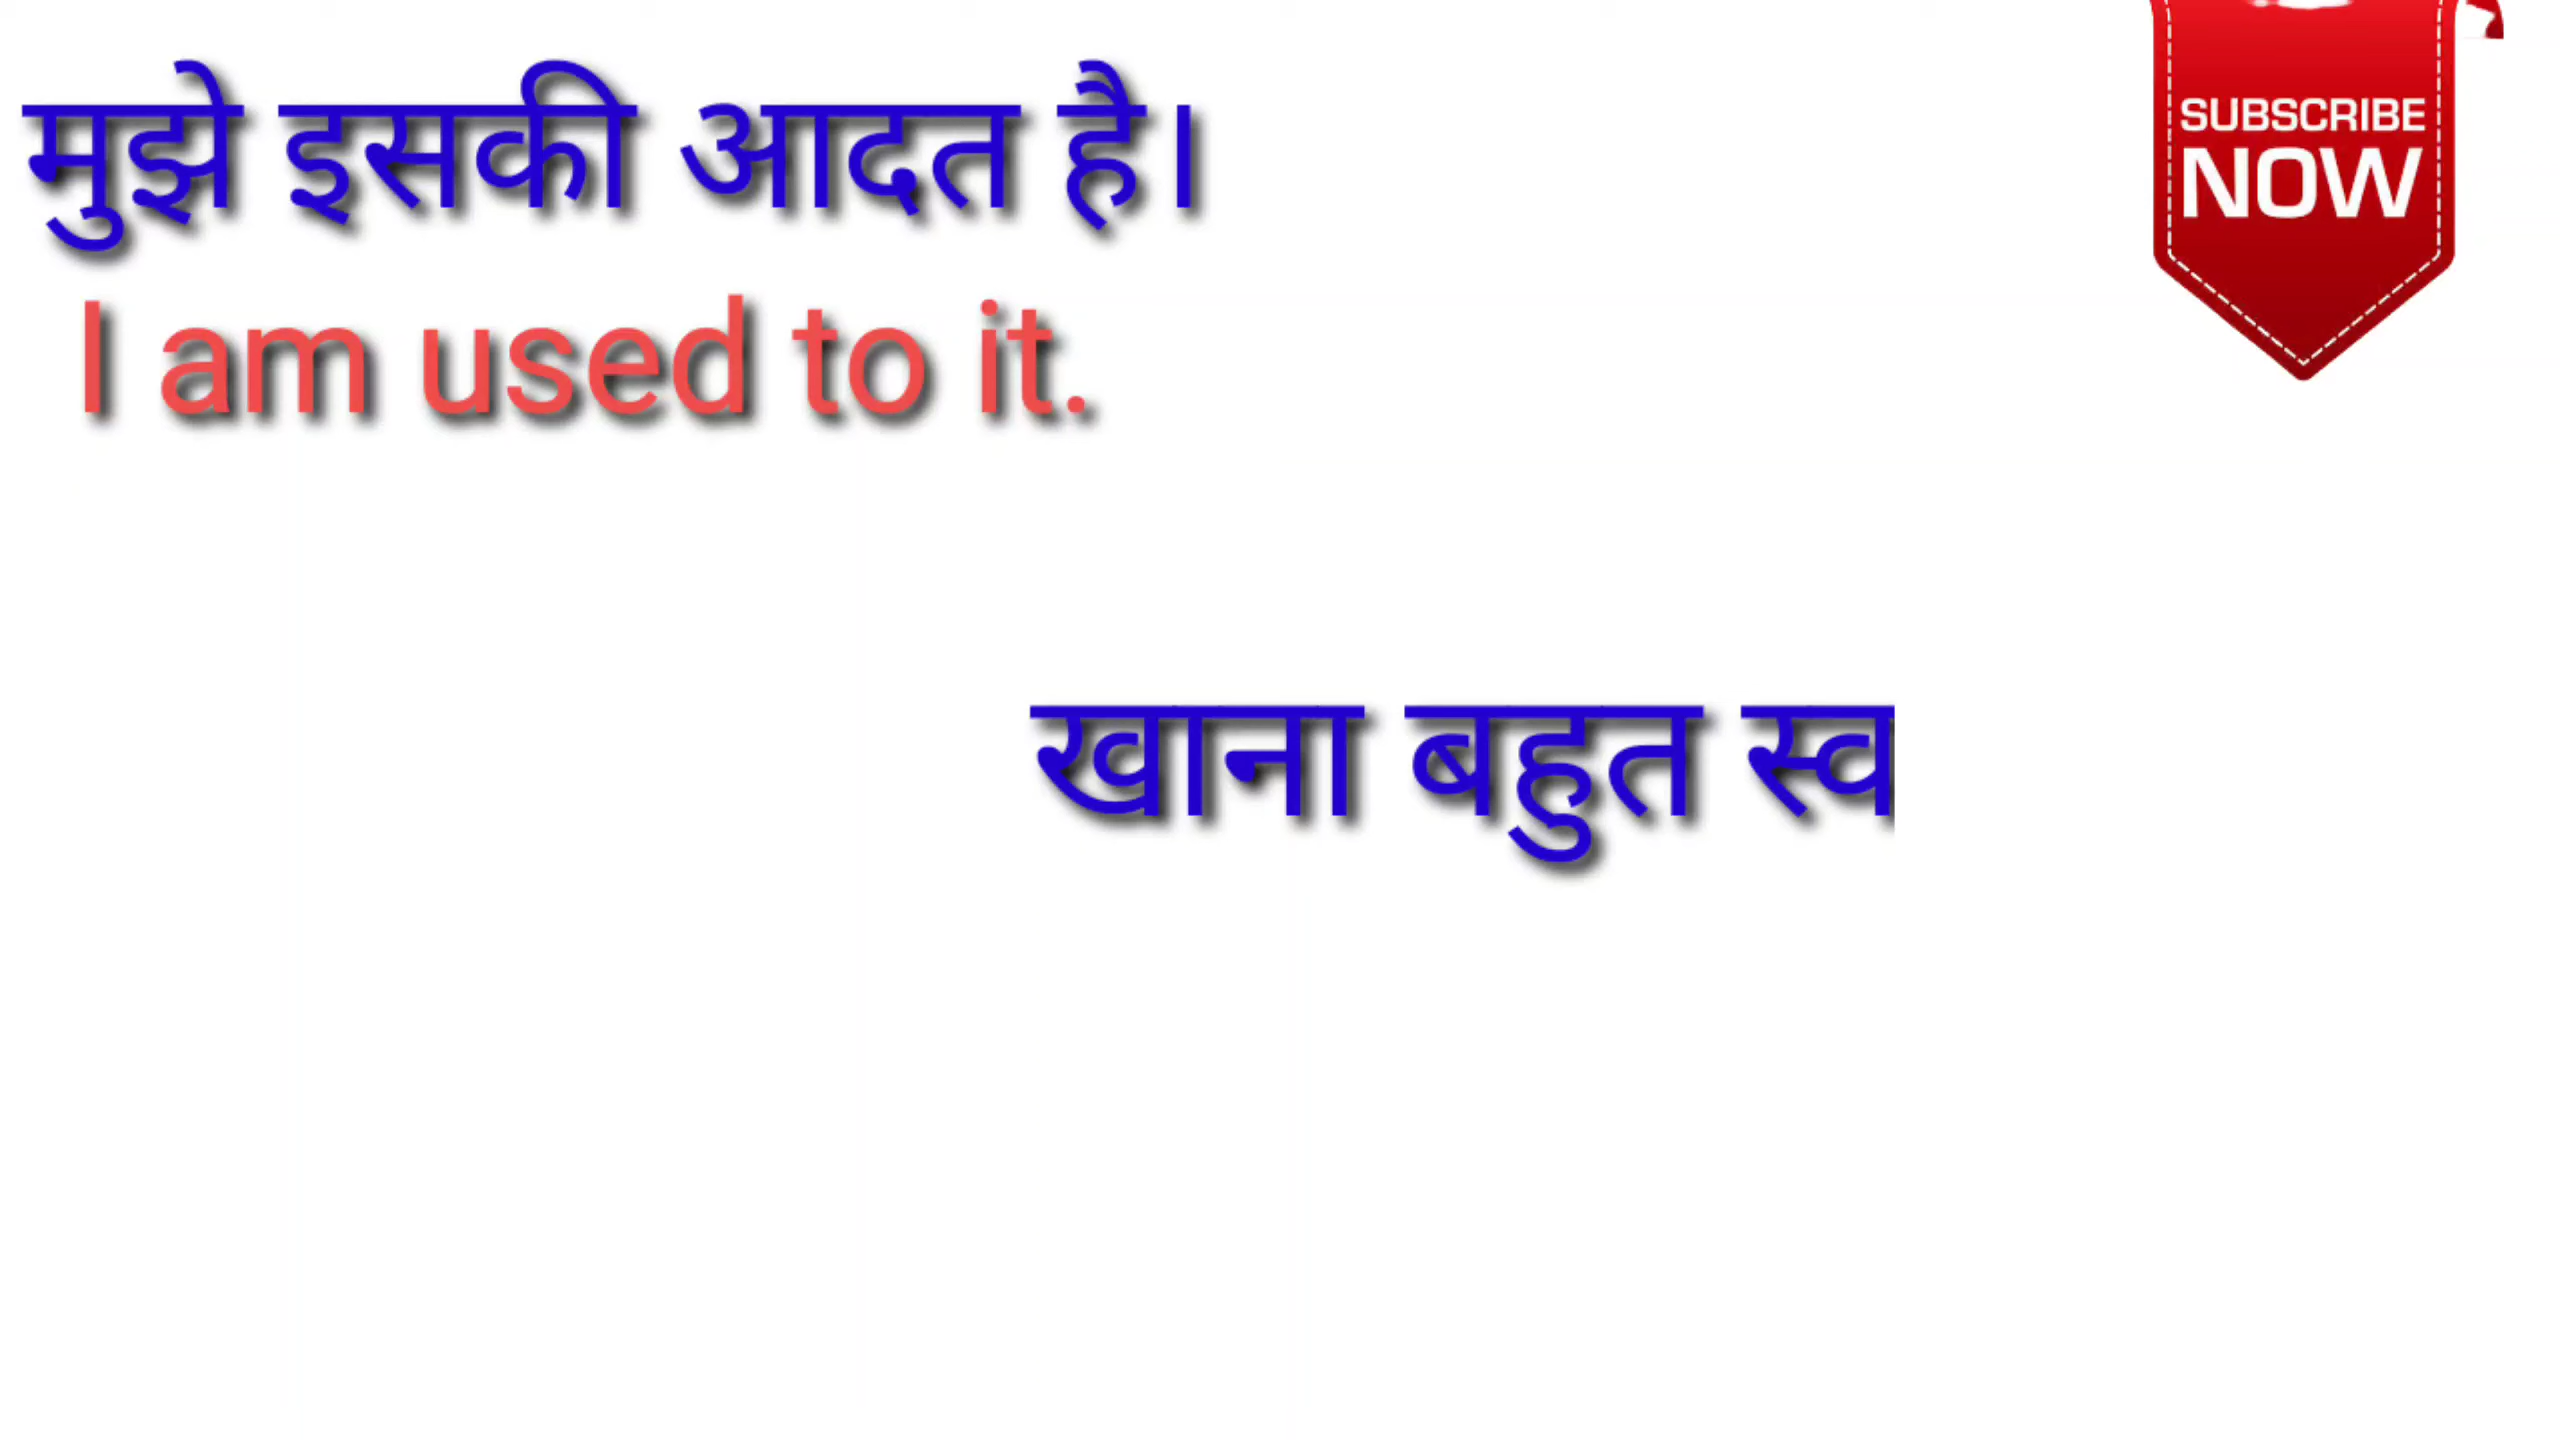 मुझे इसकी आदत है।
I am used to it.
SUBSCRIBE
NOW
खाना बहुत